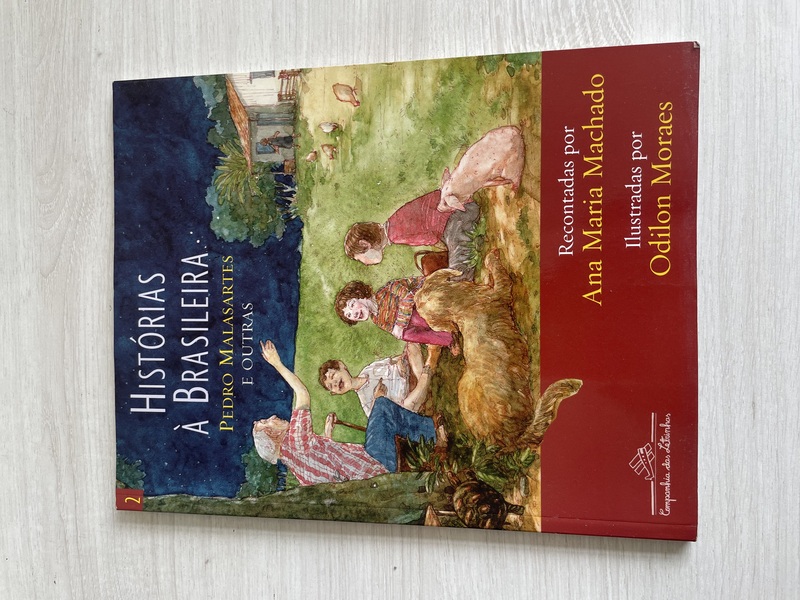 2
HISTÓRIAS
À BRASILEIRA
PEDRO MALASARTES
E OUTRAS
Recontadas por
Ana Maria Machado
Ilustradas por
Odilon Moraes
Companhia das Letrinhas